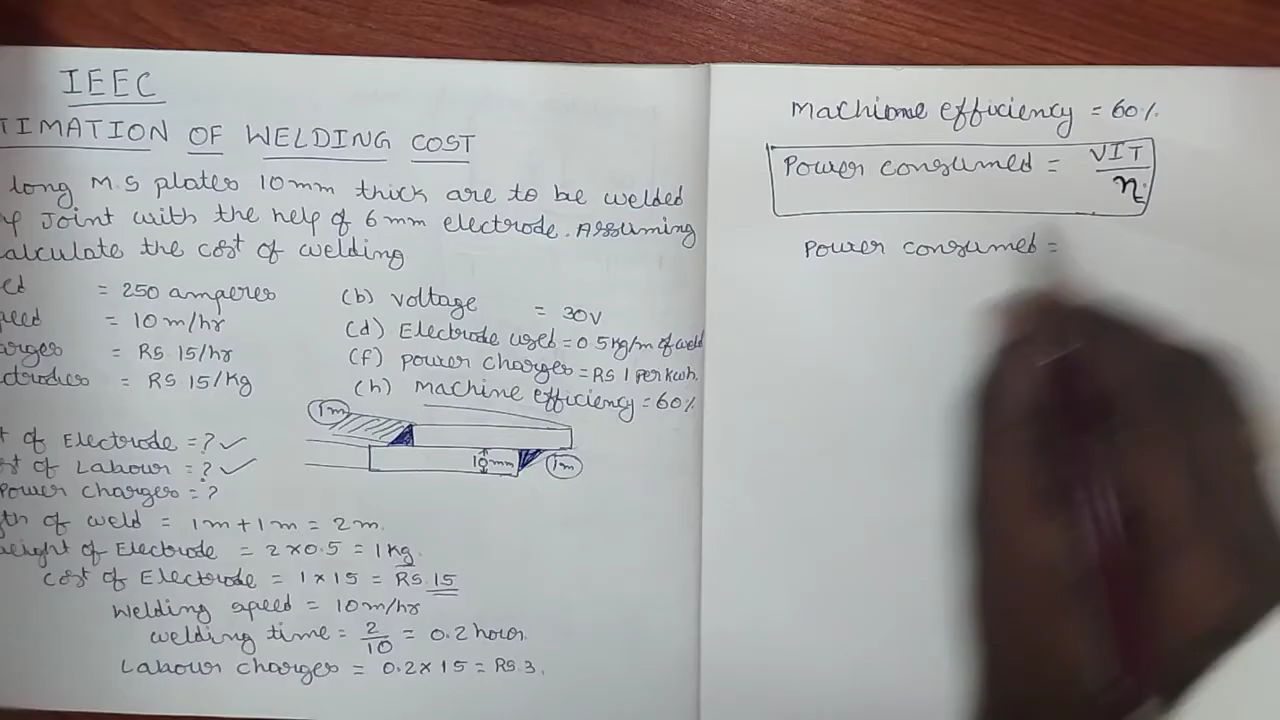 IEEC
TIMATION OF WELDING COST
long M.S plates 10mm thick are to be welded
Joint with the help of 6 mm electrode. Assuming
alculate the cost of welding
= 250 amperes (b) Voltage = 30V
= 10 m/hr (d) Electrode used = 0.5 kg/m of weld
= Rs 15/hr (f) power charges = Rs 1 per kwh.
= Rs 15/kg (h) Machine efficiency = 60%
1m
10mm 1m
of Electrode = ? ✓
of Labour = ? ✓
Power charges = ?
of weld = 1m + 1m = 2m.
of Electrode = 2 × 0.5 = 1 Kg.
cost of Electrode = 1 × 15 = Rs. 15
Welding speed = 10 m/hr
welding time = 2/10 = 0.2 hours.
Labour charges = 0.2 × 15 = Rs. 3.
Machine efficiency = 60%.
Power consumed = VIT/η
Power consumed =